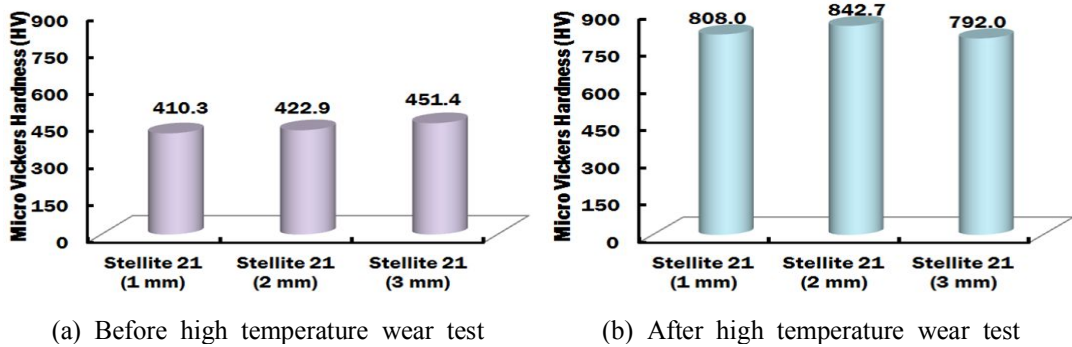 Micro Vickers Hardness (HV)
900
750
600
450
300
150
0
410.3
422.9
451.4
Stellite 21
(1 mm)
Stellite 21
(2 mm)
Stellite 21
(3 mm)
(a) Before high temperature wear test
Micro Vickers Hardness (HV)
900
750
600
450
300
150
0
808.0
842.7
792.0
Stellite 21
(1 mm)
Stellite 21
(2 mm)
Stellite 21
(3 mm)
(b) After high temperature wear test